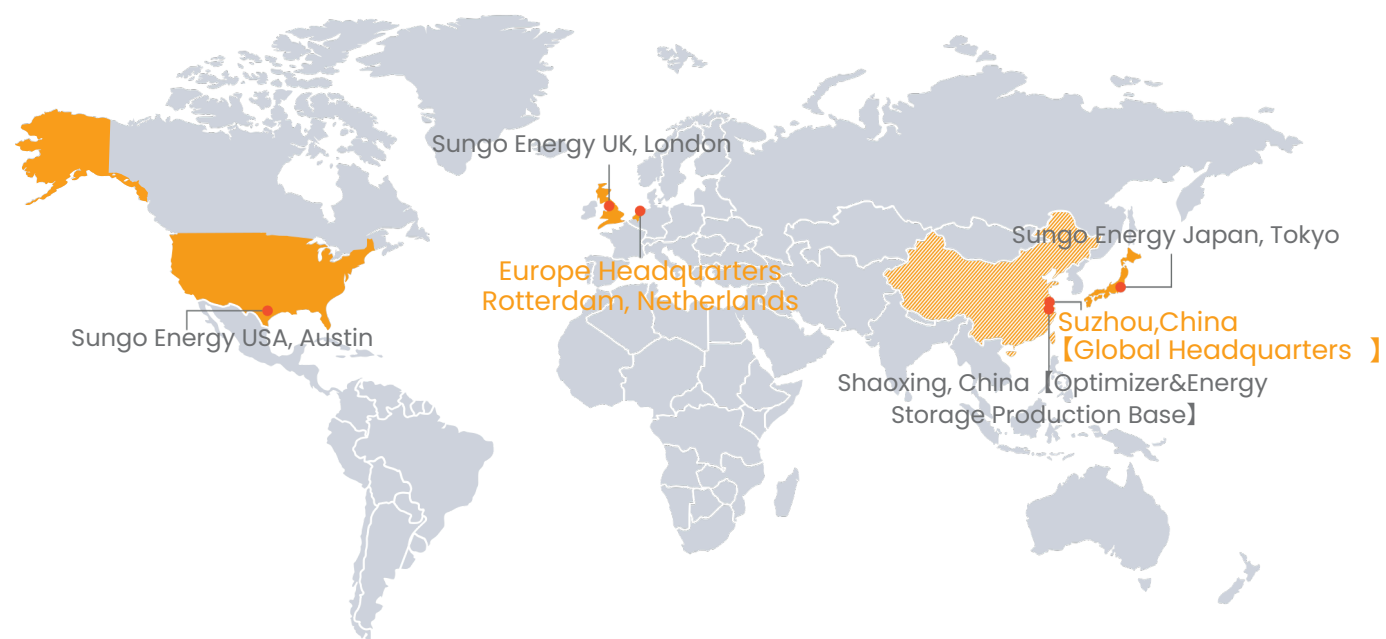 Sungo Energy UK, London
Sungo Energy Japan, Tokyo
Europe Headquarters
Rotterdam, Netherlands
Sungo Energy USA, Austin
Suzhou,China
【Global Headquarters 】
Shaoxing, China【Optimizer&Energy
Storage Production Base】